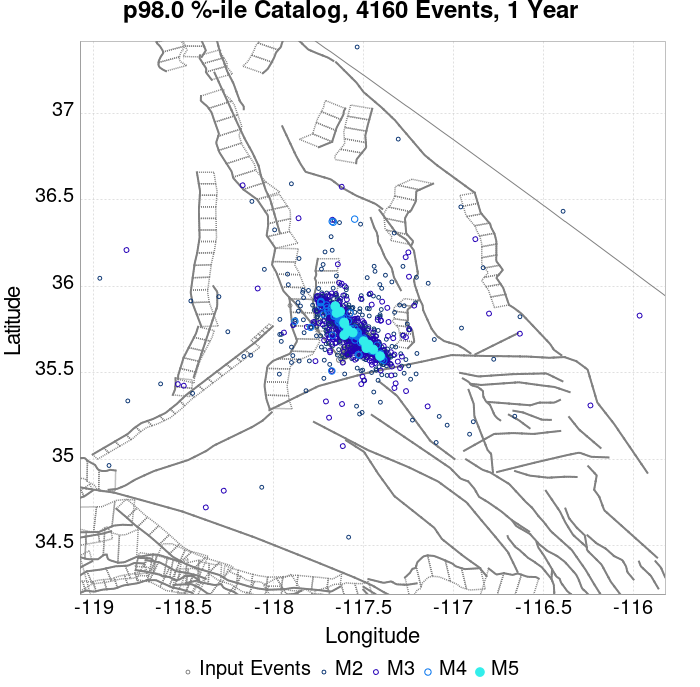 p98.0 %-ile Catalog, 4160 Events, 1 Year
37
36.5
36
35.5
35
34.5
Latitude
-119 -118.5 -118 -117.5 -117 -116.5 -116
Longitude
Input Events M2 M3 M4 M5